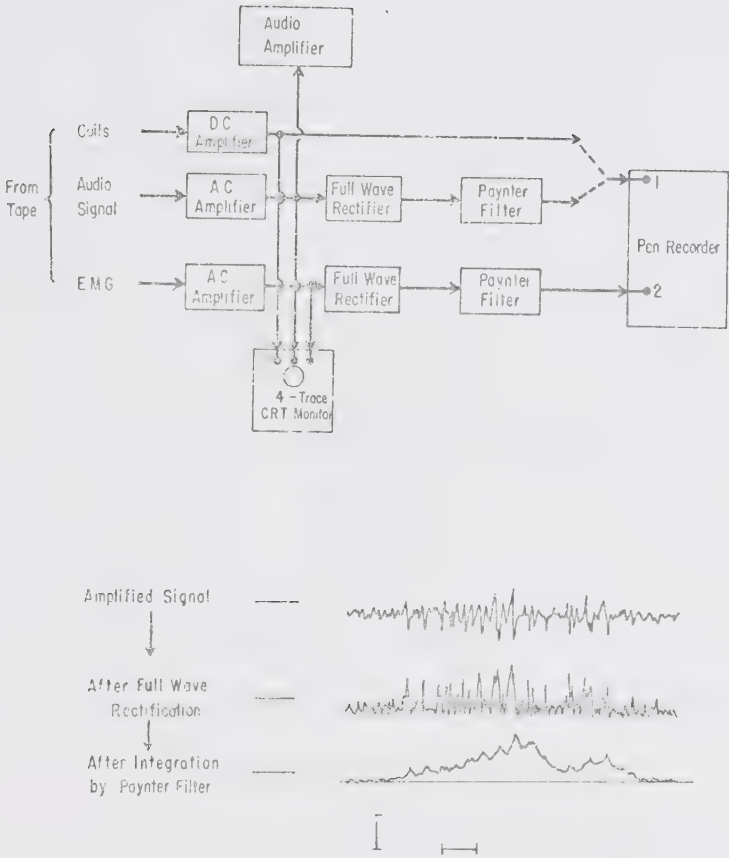 Audio
Amplifier
Coils
DC
Amplifier
From
Tape
Audio
Signal
AC
Amplifier
Full Wave
Rectifier
Paynter
Filter
1
Pen Recorder
EMG
AC
Amplifier
Full Wave
Rectifier
Paynter
Filter
2
4 - Trace
CRT Monitor
Amplified Signal
After Full Wave
Rectification
After Integration
by Paynter Filter